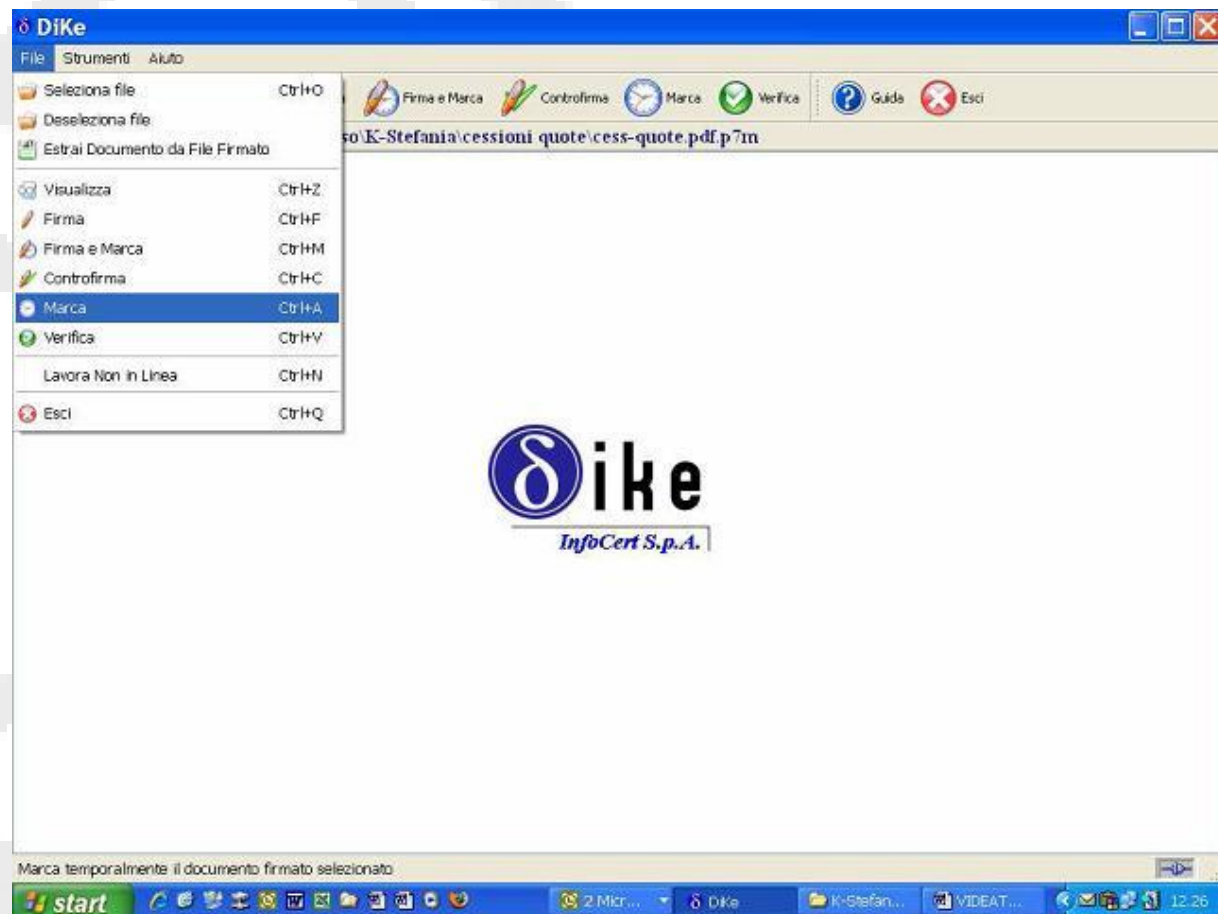 δ DiKe
File Strumenti Aiuto
Seleziona file Ctrl+O
Deseleziona file
Estrai Documento da File Firmato
Visualizza Ctrl+Z
Firma Ctrl+F
Firma e Marca Ctrl+M
Controfirma Ctrl+C
Marca Ctrl+A
Verifica Ctrl+V
Lavora Non in Linea Ctrl+N
Esci Ctrl+Q
Firma e Marca Controfirma Marca Verifica Guida Esci
so\K-Stefania\cessioni quote\cess-quote.pdf.p7m
δike
InfoCert S.p.A.
Marca temporalmente il documento firmato selezionato
start 2 Micr... δ DiKe K-Stefan... VIDEAT... 12.26